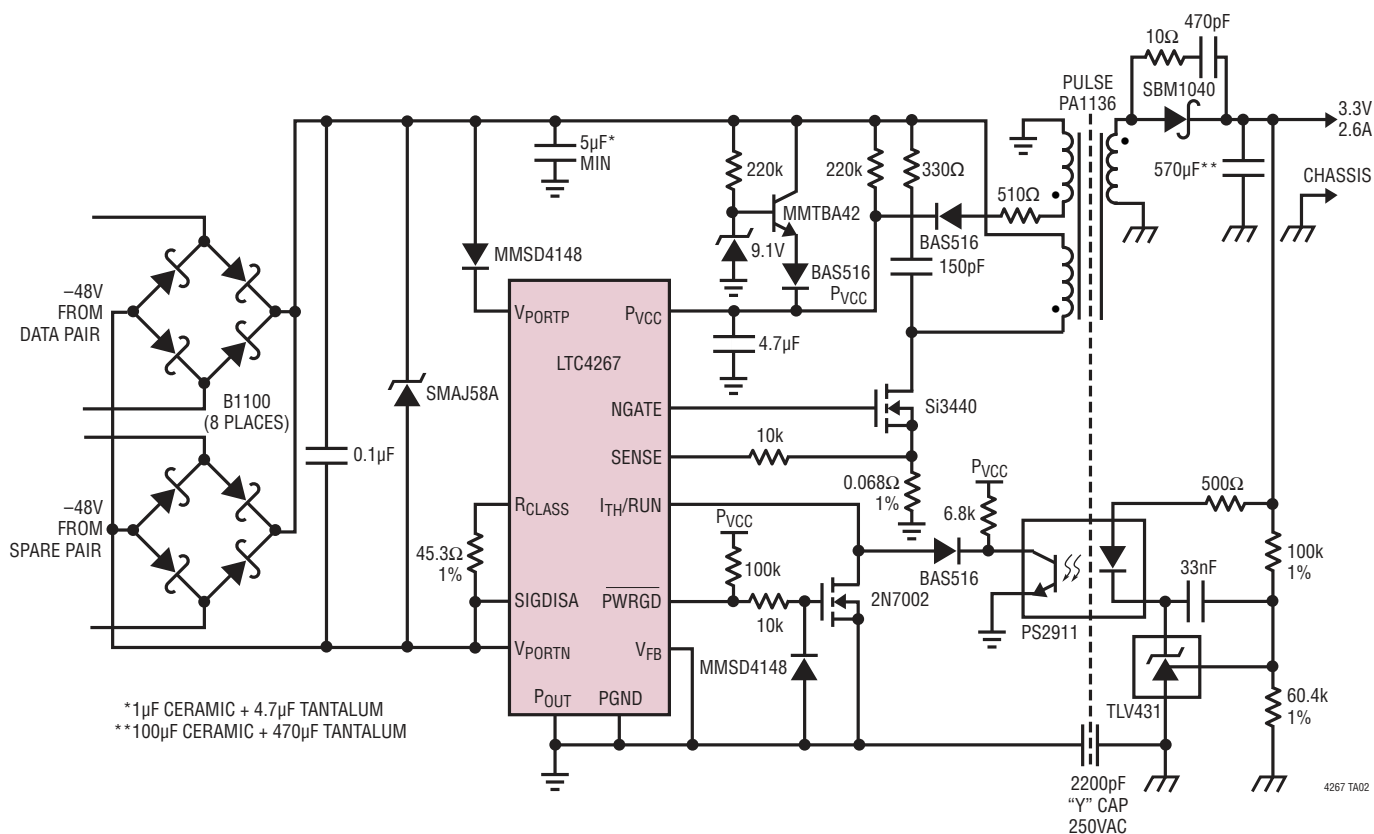 470pF
10Ω
SBM1040
PULSE
PA1136
3.3V
2.6A
5µF*
MIN
220k
220k
330Ω
570µF**
CHASSIS
510Ω
MMTBA42
MMSD4148
9.1V
BAS516
BAS516
150pF
–48V
FROM
DATA PAIR
PVCC
VPORTP
PVCC
4.7µF
LTC4267
SMAJ58A
B1100
(8 PLACES)
NGATE
Si3440
10k
0.1µF
SENSE
PVCC
0.068Ω
1%
500Ω
–48V
FROM
SPARE PAIR
RCLASS
ITH/RUN
6.8k
PVCC
45.3Ω
1%
100k
100k
1%
BAS516
33nF
SIGDISA
PWRGD
2N7002
10k
PS2911
VPORTN
VFB
MMSD4148
POUT
PGND
60.4k
1%
TLV431
*1µF CERAMIC + 4.7µF TANTALUM
**100µF CERAMIC + 470µF TANTALUM
2200pF
“Y” CAP
250VAC
4267 TA02